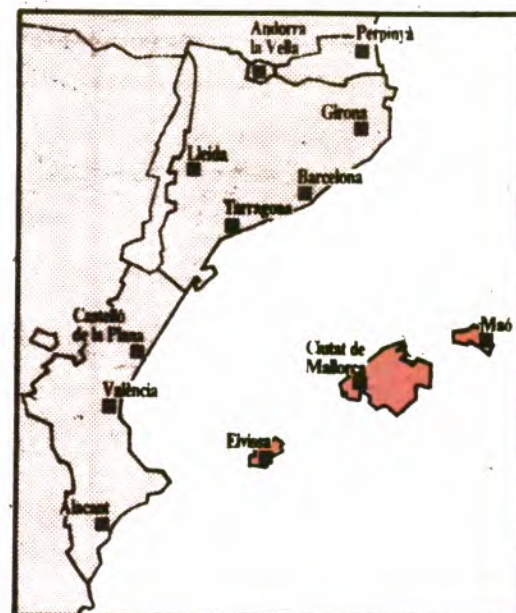 Andorra
la Vella
Perpinyà
Girona
Lleida
Barcelona
Tarragona
Castelló
de la Plana
Maó
Ciutat de
Mallorca
València
Eivissa
Alacant